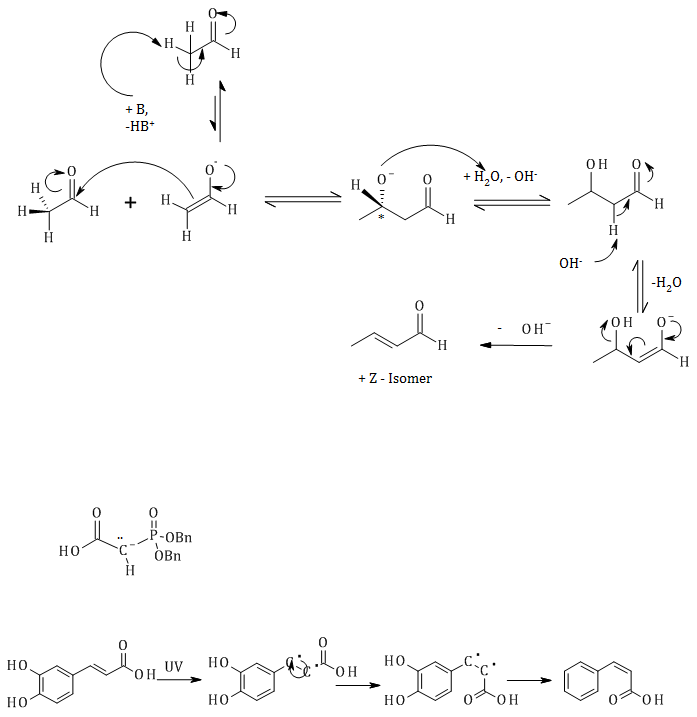 O
H
H
H
H
+ B,
-HB⁺
O
H
H
H
H
+
O⁻
H
H
H
O⁻
H
*
O
H
+ H₂O, - OH⁻
OH
O
H
H
OH⁻
-H₂O
OH
O⁻
H
- OH⁻
O
H
+ Z - Isomer
O
HO
C⁻
H
O
P
OBn
OBn
HO
HO
O
OH
UV
HO
HO
C
C
O
OH
HO
HO
C
C
O
OH
O
OH